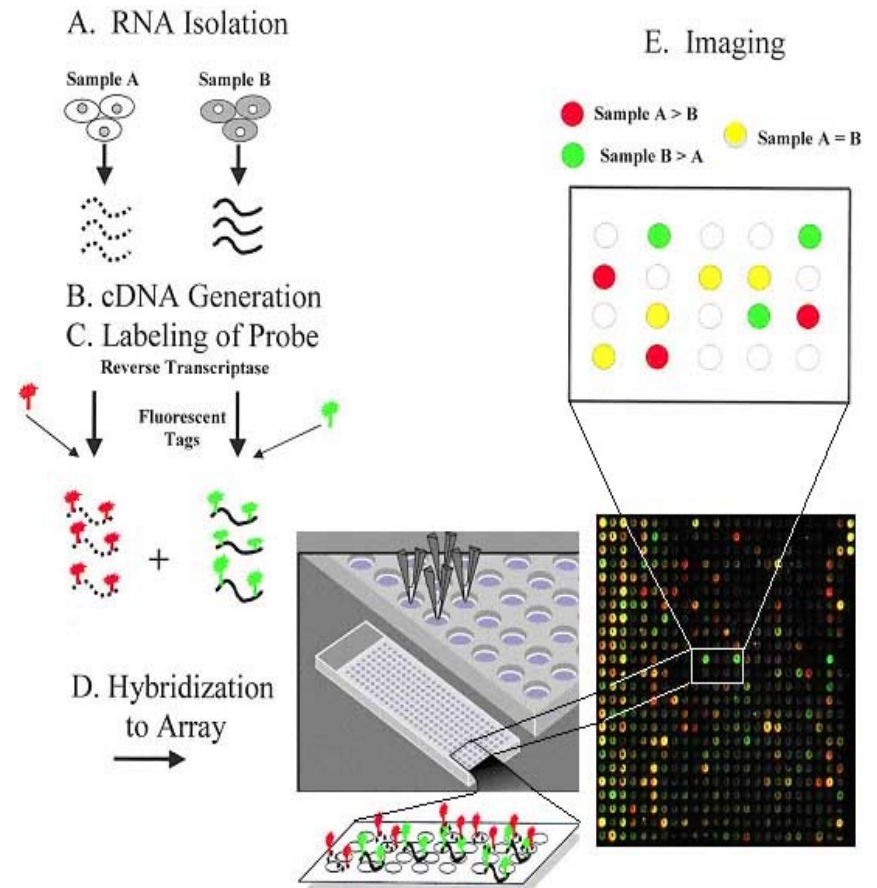 A. RNA Isolation
Sample A
Sample B
B. cDNA Generation
C. Labeling of Probe
Reverse Transcriptase
Fluorescent
Tags
+
D. Hybridization
to Array
E. Imaging
Sample A > B
Sample A = B
Sample B > A